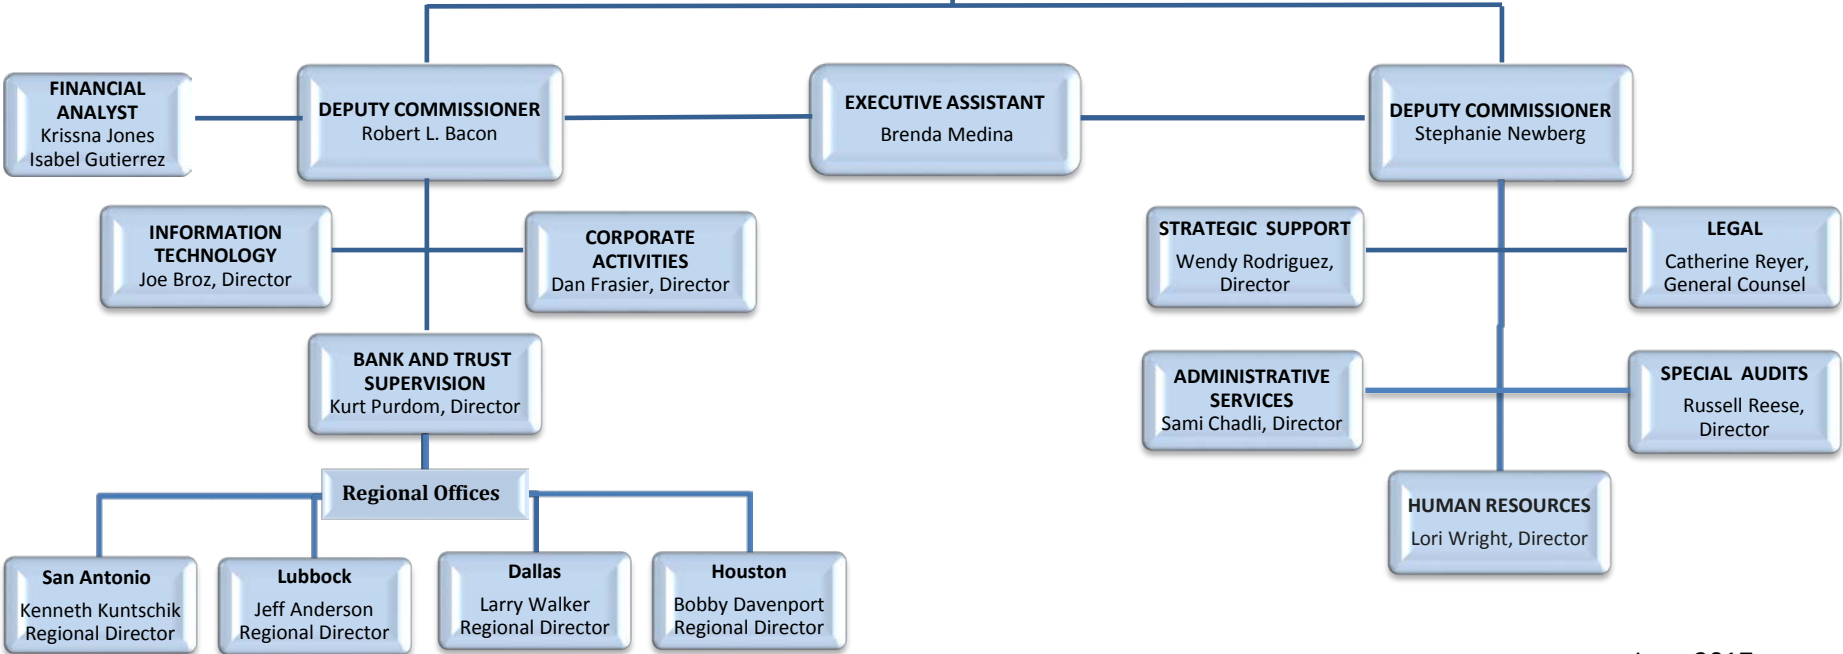 FINANCIAL
ANALYST
Krissna Jones
Isabel Gutierrez
DEPUTY COMMISSIONER
Robert L. Bacon
EXECUTIVE ASSISTANT
Brenda Medina
DEPUTY COMMISSIONER
Stephanie Newberg
INFORMATION
TECHNOLOGY
Joe Broz, Director
CORPORATE
ACTIVITIES
Dan Frasier, Director
STRATEGIC SUPPORT
Wendy Rodriguez,
Director
LEGAL
Catherine Reyer,
General Counsel
BANK AND TRUST
SUPERVISION
Kurt Purdom, Director
ADMINISTRATIVE
SERVICES
Sami Chadli, Director
SPECIAL AUDITS
Russell Reese,
Director
Regional Offices
HUMAN RESOURCES
Lori Wright, Director
San Antonio
Kenneth Kuntschik
Regional Director
Lubbock
Jeff Anderson
Regional Director
Dallas
Larry Walker
Regional Director
Houston
Bobby Davenport
Regional Director